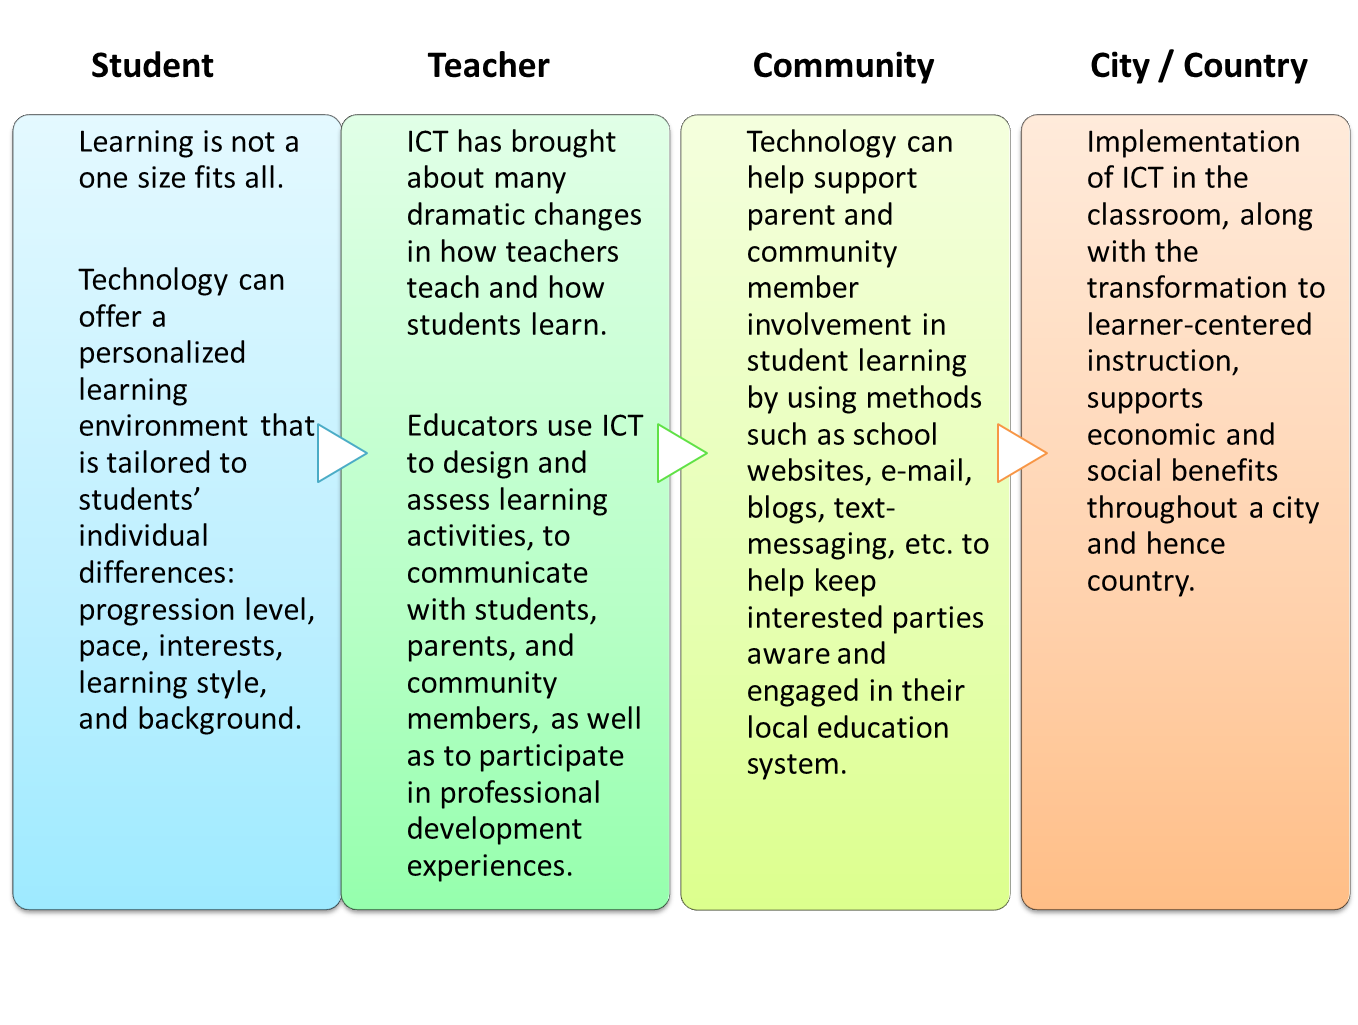 Student
Learning is not a
one size fits all.
Technology can
offer a
personalized
learning
environment that
is tailored to
students’
individual
differences:
progression level,
pace, interests,
learning style,
and background.
Teacher
ICT has brought
about many
dramatic changes
in how teachers
teach and how
students learn.
Educators use ICT
to design and
assess learning
activities, to
communicate
with students,
parents, and
community
members, as well
as to participate
in professional
development
experiences.
Community
Technology can
help support
parent and
community
member
involvement in
student learning
by using methods
such as school
websites, e-mail,
blogs, text-
messaging, etc. to
help keep
interested parties
aware and
engaged in their
local education
system.
City / Country
Implementation
of ICT in the
classroom, along
with the
transformation to
learner-centered
instruction,
supports
economic and
social benefits
throughout a city
and hence
country.